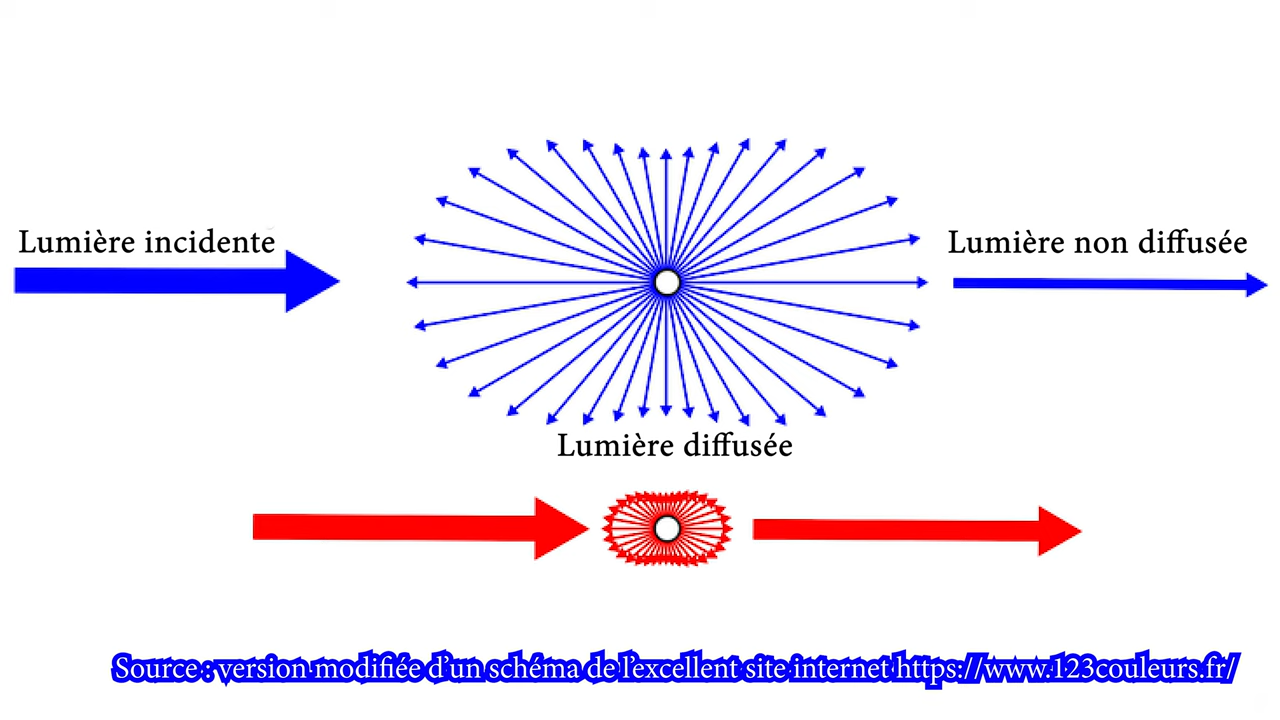 Lumière incidente
Lumière non diffusée
Lumière diffusée
Source : version modifiée d'un schéma de l'excellent site internet https://www.123couleurs.fr/